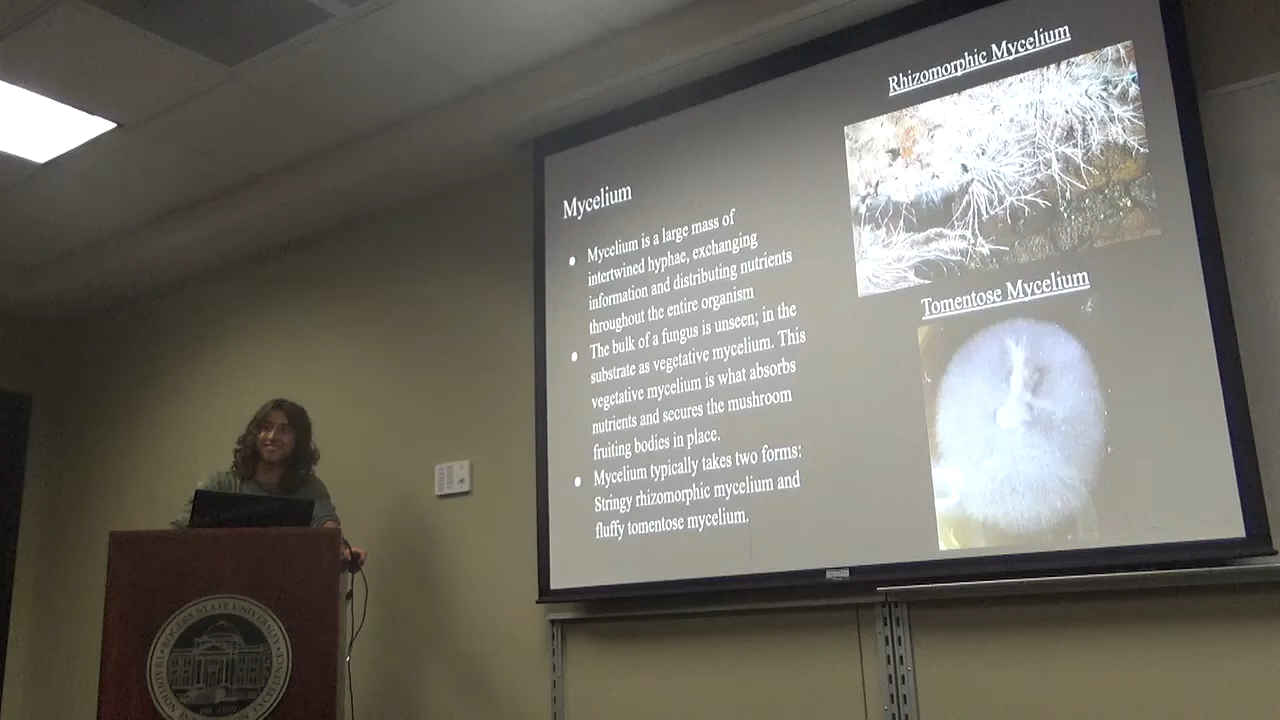 Rhizomorphic Mycelium
Mycelium
Mycelium is a large mass of
intertwined hyphae, exchanging
information and distributing nutrients
throughout the entire organism
The bulk of a fungus is unseen; in the
substrate as vegetative mycelium. This
vegetative mycelium is what absorbs
nutrients and secures the mushroom
fruiting bodies in place.
Mycelium typically takes two forms:
Stringy rhizomorphic mycelium and
fluffy tomentose mycelium.
Tomentose Mycelium
ROGERS STATE UNIVERSITY
TRADITION
EXCELLENCE